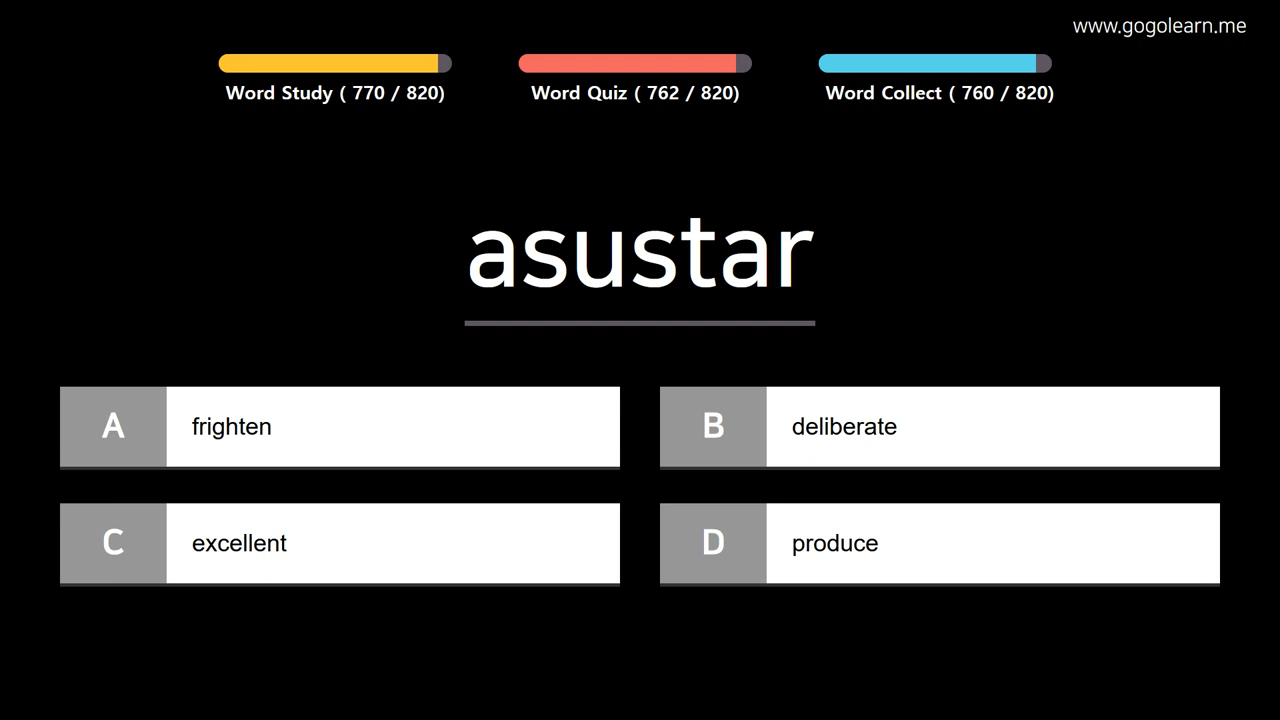 www.gogolearn.me
Word Study ( 770 / 820)
Word Quiz ( 762 / 820)
Word Collect ( 760 / 820)
asustar
A frighten
B deliberate
C excellent
D produce